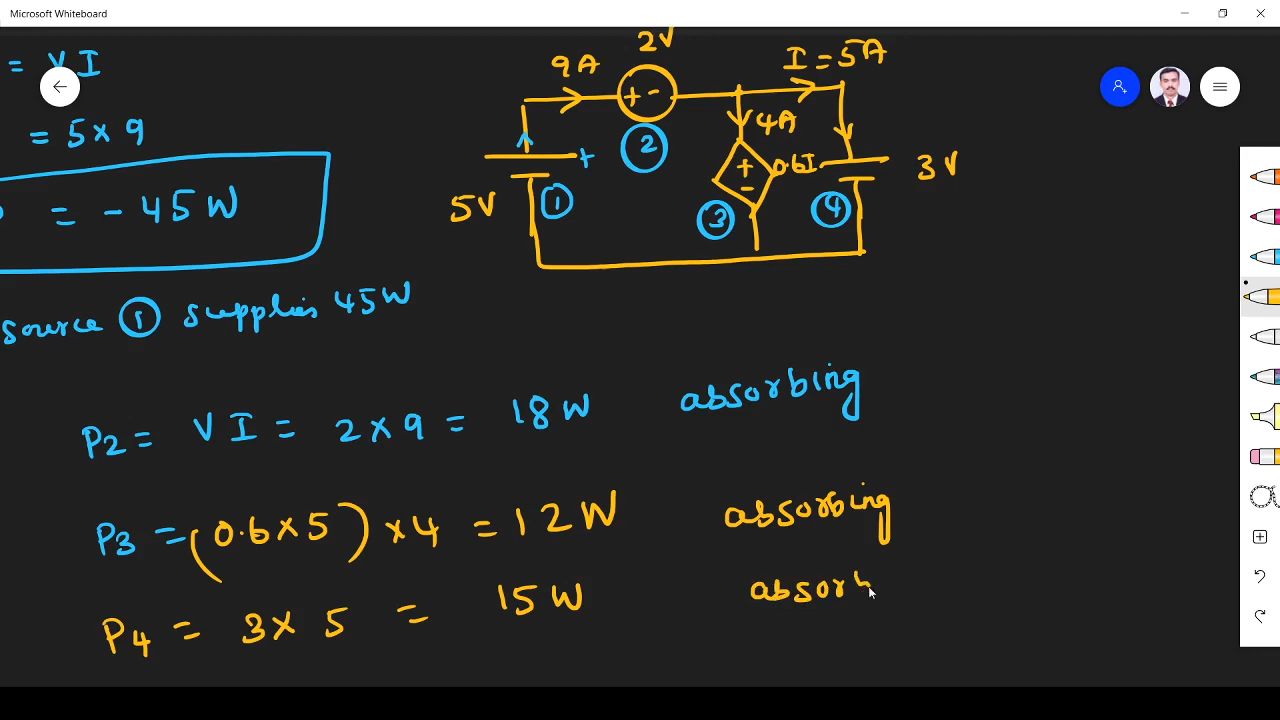 Microsoft Whiteboard
= VI
= 5 × 9
= - 45 W
source ① supplies 45W
9A
2V
+ -
②
I = 5A
4A
+
-
0.6I
③
④
3V
+
5V
①
P2 = VI = 2 × 9 = 18 W absorbing
P3 = (0.6 × 5) × 4 = 12 W absorbing
P4 = 3 × 5 = 15 W absorb